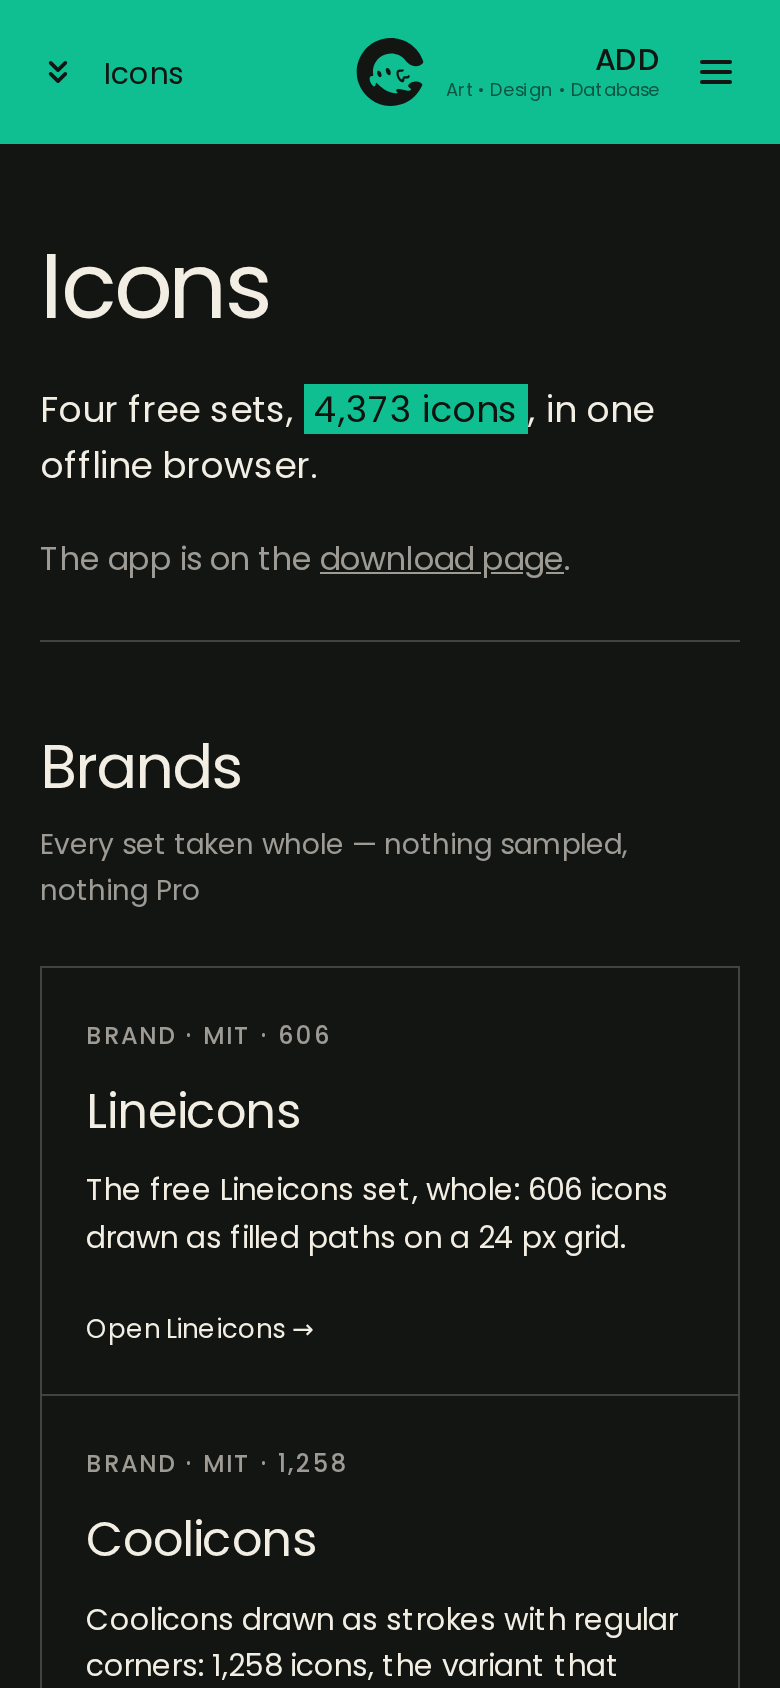 Icons
ADD
Art • Design • Database
Icons
Four free sets, 4,373 icons, in one
offline browser.
The app is on the download page.
Brands
Every set taken whole — nothing sampled,
nothing Pro
BRAND · MIT · 606
Lineicons
The free Lineicons set, whole: 606 icons
drawn as filled paths on a 24 px grid.
Open Lineicons →
BRAND · MIT · 1,258
Coolicons
Coolicons drawn as strokes with regular
corners: 1,258 icons, the variant that